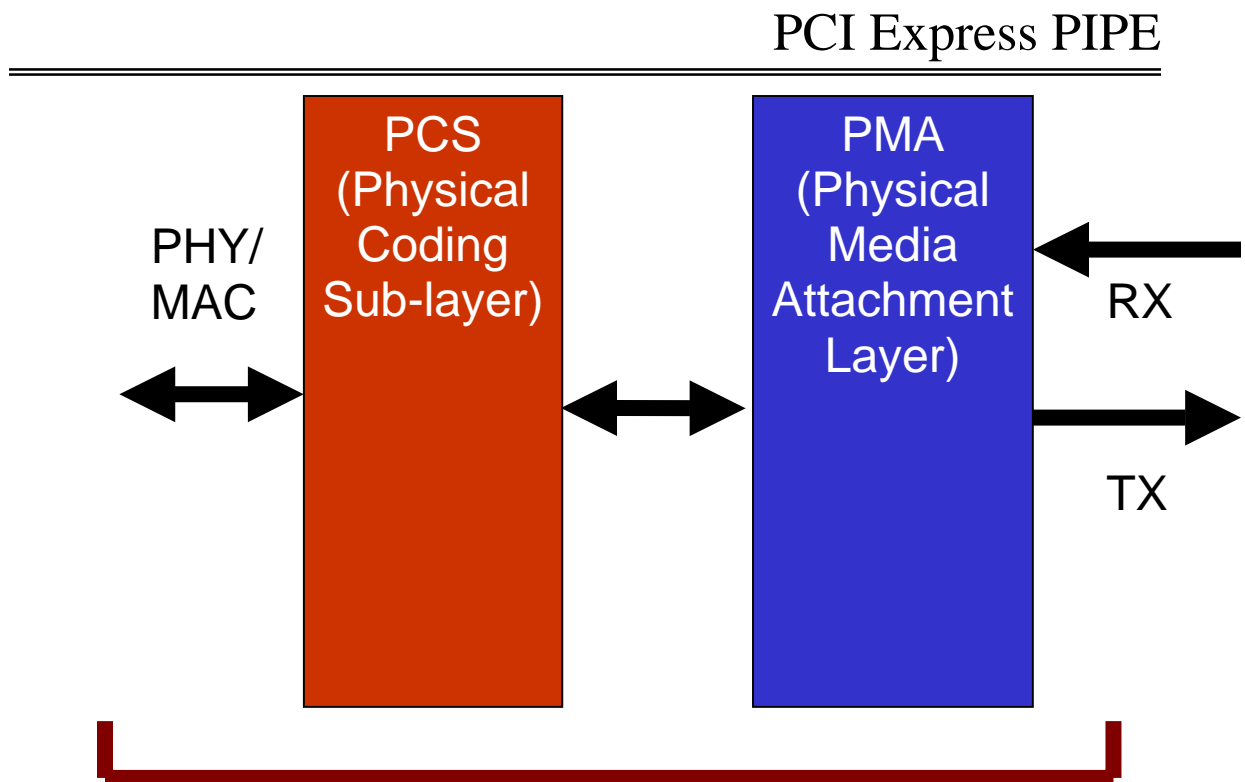 PCI Express PIPE
PHY/
MAC
PCS
(Physical
Coding
Sub-layer)
PMA
(Physical
Media
Attachment
Layer)
RX
TX